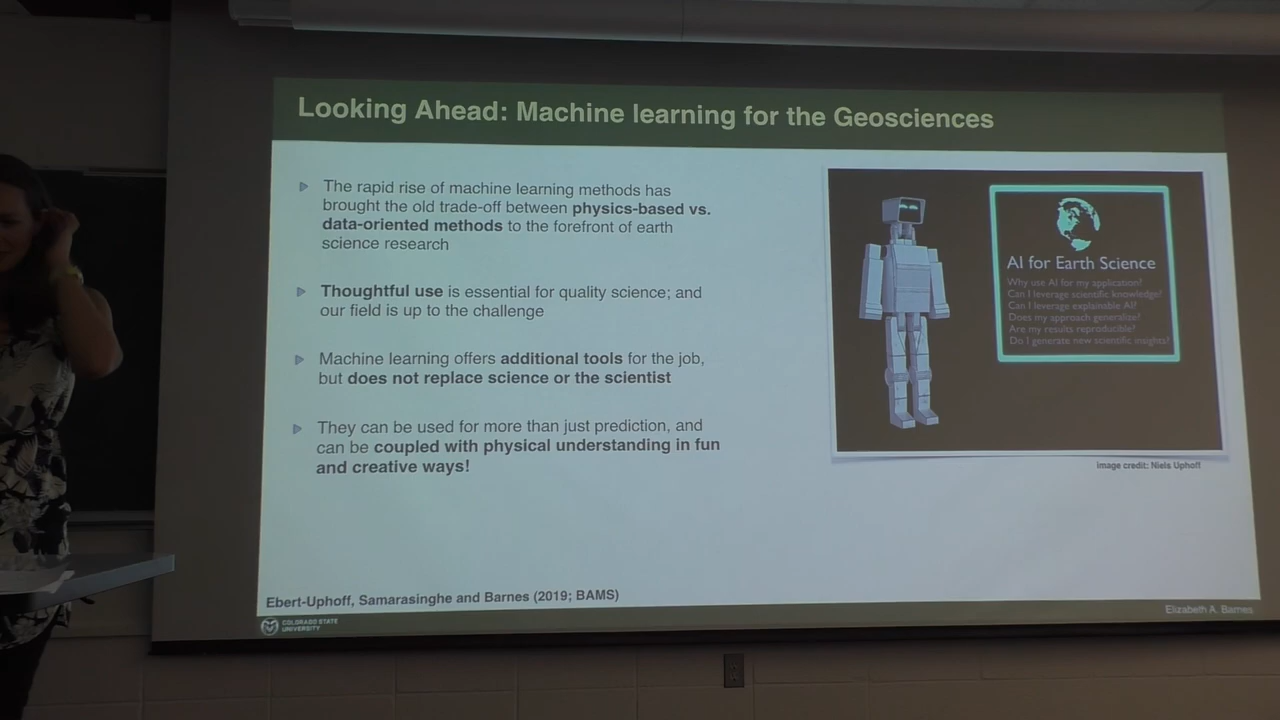 Looking Ahead: Machine learning for the Geosciences
The rapid rise of machine learning methods has
brought the old trade-off between physics-based vs.
data-oriented methods to the forefront of earth
science research
Thoughtful use is essential for quality science; and
our field is up to the challenge
Machine learning offers additional tools for the job,
but does not replace science or the scientist
They can be used for more than just prediction, and
can be coupled with physical understanding in fun
and creative ways!
AI for Earth Science
Why use AI for my application?
Can I leverage scientific knowledge?
Can I leverage explainable AI?
Does my approach generalize?
Are my results reproducible?
Do I generate new scientific insights?
image credit: Niels Uphoff
Ebert-Uphoff, Samarasinghe and Barnes (2019; BAMS)
COLORADO STATE
UNIVERSITY
Elizabeth A. Barnes